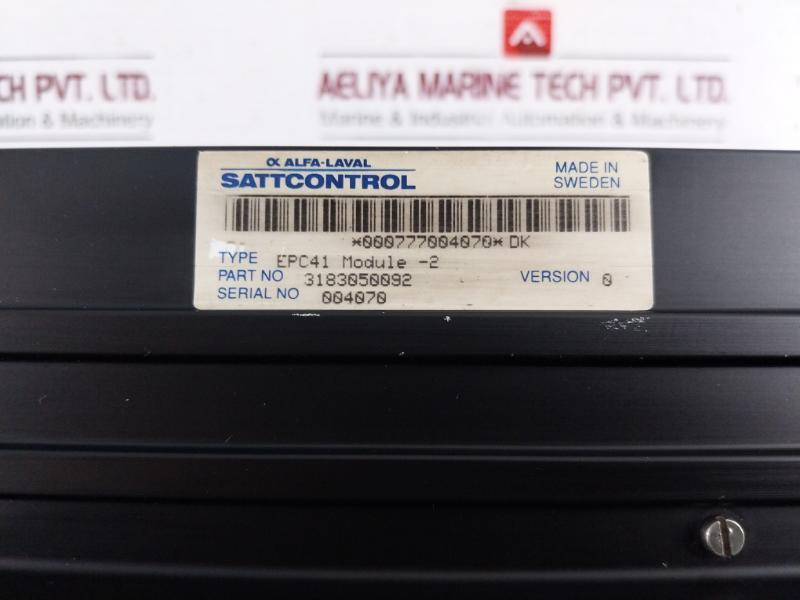 CH PVT. LTD.
AELIYA MARINE TECH PVT. LTD.
mation & Machinery
Marine & Industrial Automation & Machinery
α ALFA-LAVAL
SATTCONTROL
MADE IN
SWEDEN
*000777004070* DK
TYPE EPC41 Module -2
PART NO 3183050092
VERSION 0
SERIAL NO 004070